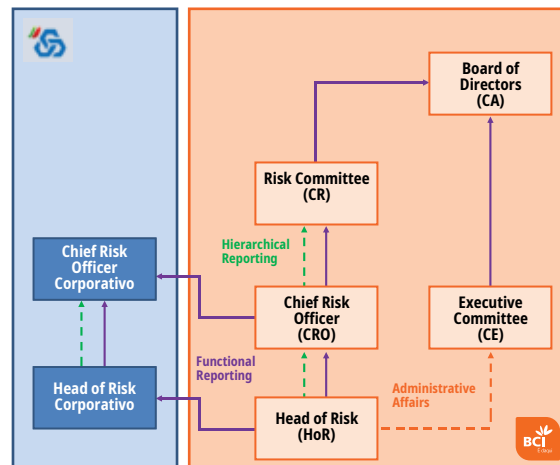 Board of
Directors
(CA)
Risk Committee
(CR)
Hierarchical
Reporting
Chief Risk
Officer
Corporativo
Chief Risk
Officer
(CRO)
Executive
Committee
(CE)
Functional
Reporting
Administrative
Affairs
Head of Risk
Corporativo
Head of Risk
(HoR)
BCI